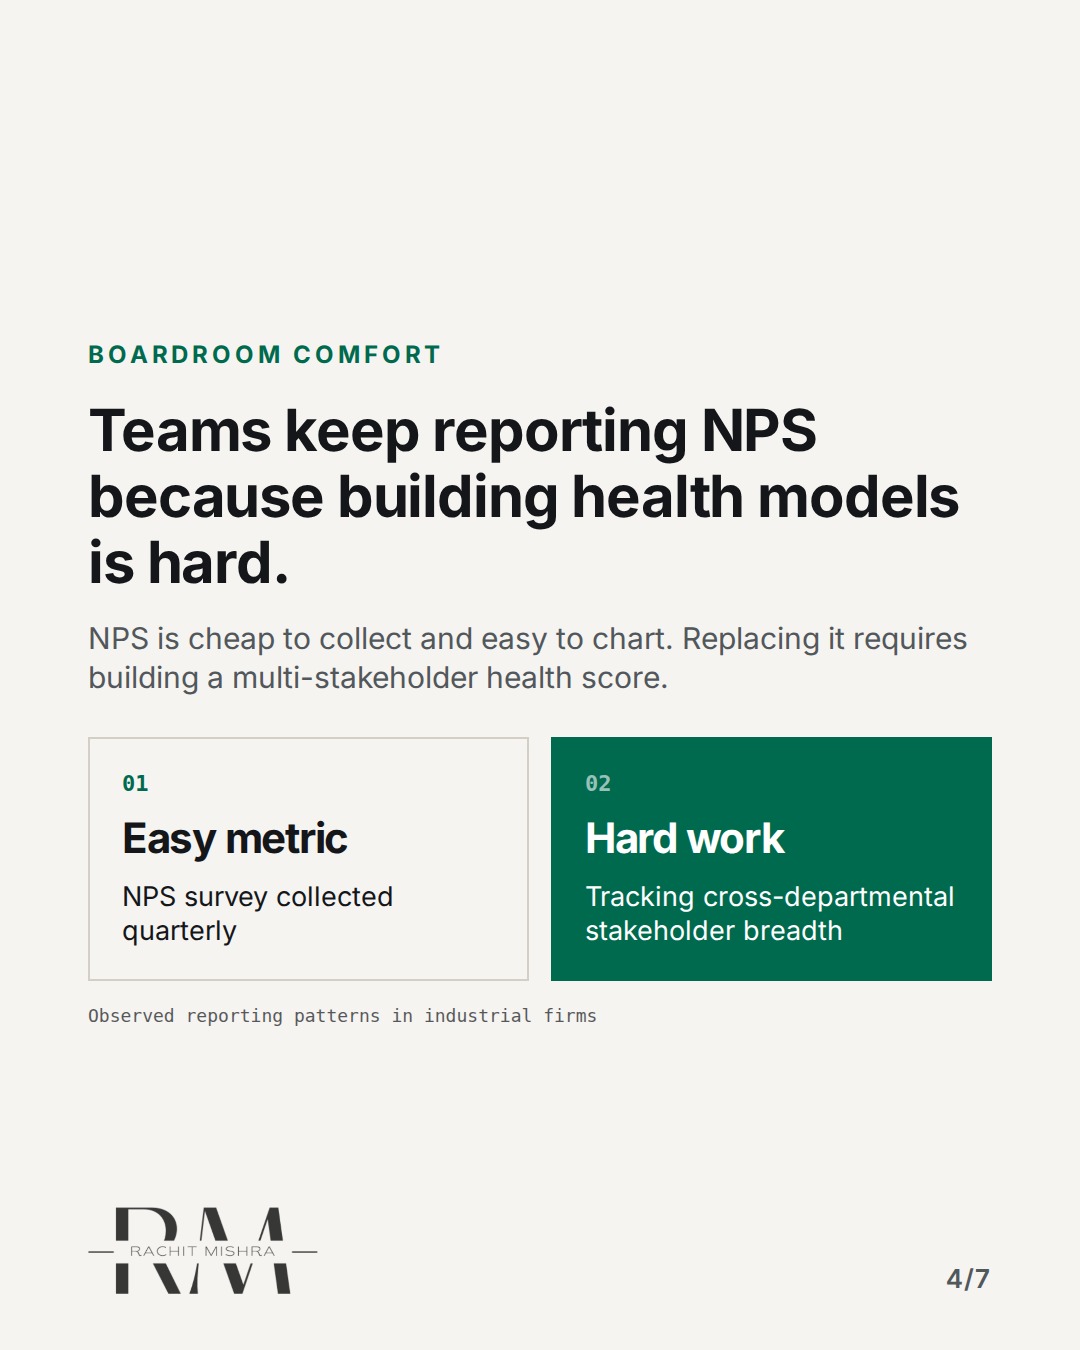 BOARDROOM COMFORT
Teams keep reporting NPS
because building health models
is hard.
NPS is cheap to collect and easy to chart. Replacing it requires
building a multi-stakeholder health score.
01
Easy metric
NPS survey collected
quarterly
02
Hard work
Tracking cross-departmental
stakeholder breadth
Observed reporting patterns in industrial firms
RM
RACHIT MISHRA
4/7